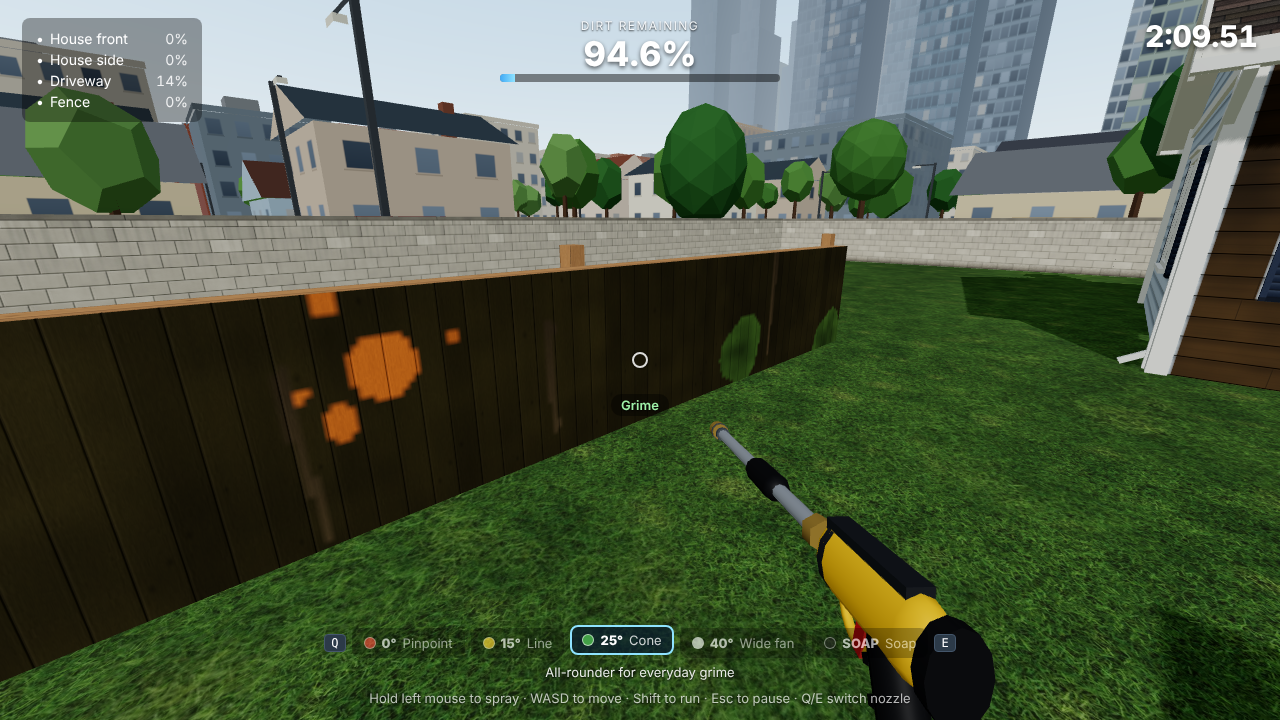 • House front 0%
• House side 0%
• Driveway 14%
• Fence 0%
DIRT REMAINING
94.6%
2:09.51
Grime
Q 0° Pinpoint 15° Line 25° Cone 40° Wide fan SOAP Soap E
All-rounder for everyday grime
Hold left mouse to spray · WASD to move · Shift to run · Esc to pause · Q/E switch nozzle